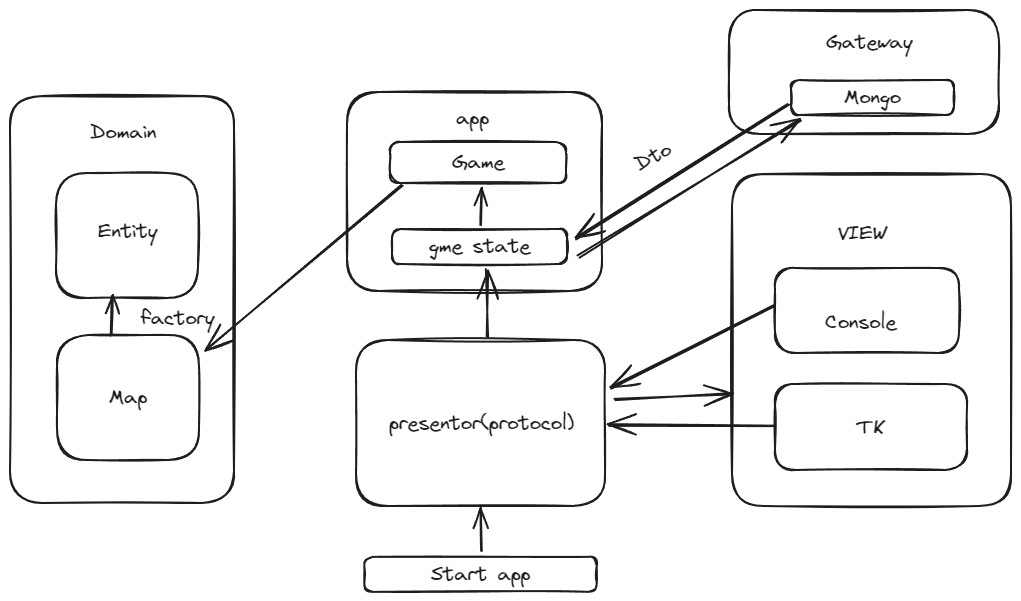 Gateway
Mongo
Domain
app
Game
Dto
Entity
gme state
VIEW
factory
Console
Map
presentor(protocol)
TK
Start app